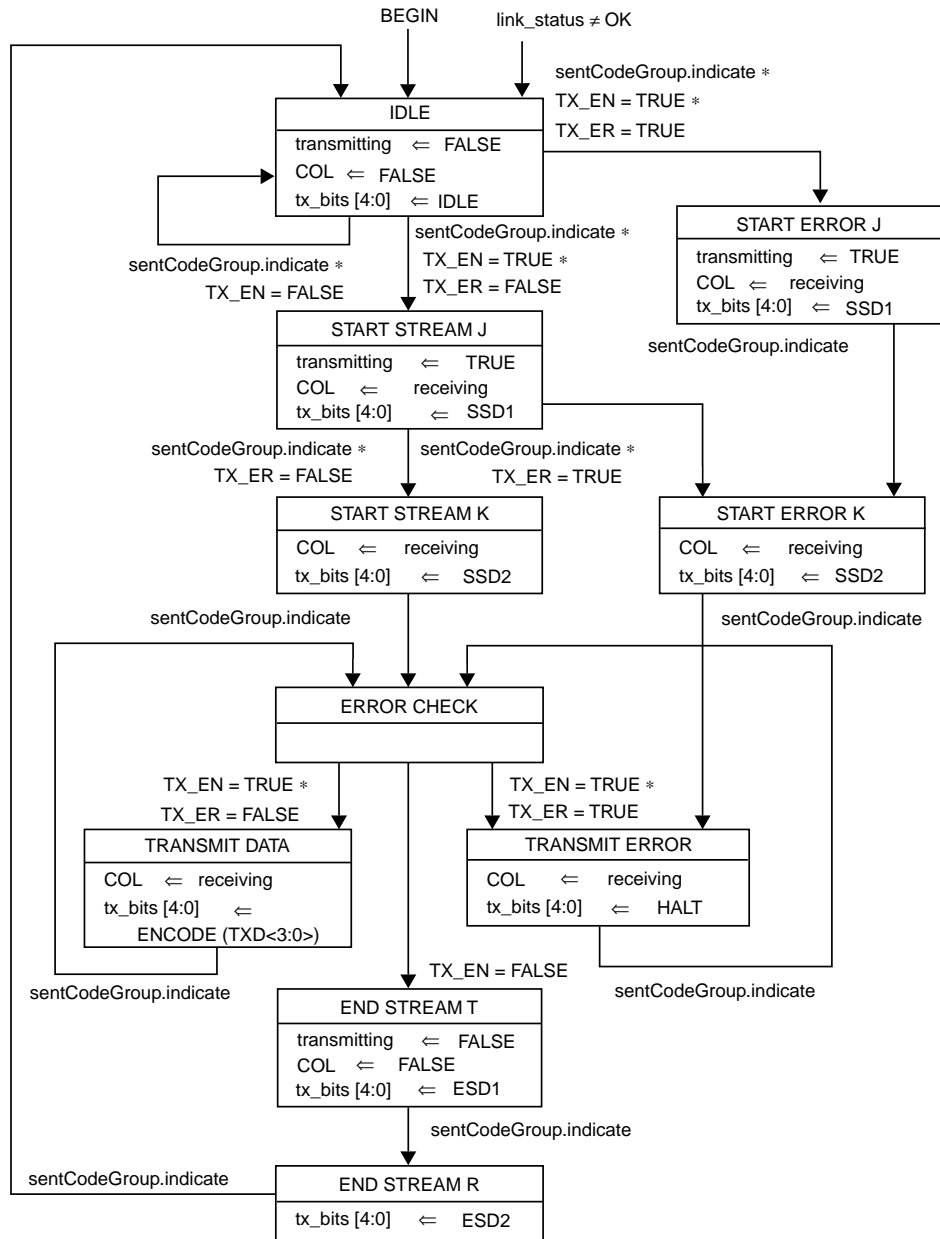 BEGIN
link_status ≠ OK
sentCodeGroup.indicate *
TX_EN = TRUE *
TX_ER = TRUE
IDLE
transmitting ⇐ FALSE
COL ⇐ FALSE
tx_bits [4:0] ⇐ IDLE
sentCodeGroup.indicate *
TX_EN = FALSE
sentCodeGroup.indicate *
TX_EN = TRUE *
TX_ER = FALSE
START ERROR J
transmitting ⇐ TRUE
COL ⇐ receiving
tx_bits [4:0] ⇐ SSD1
sentCodeGroup.indicate
START STREAM J
transmitting ⇐ TRUE
COL ⇐ receiving
tx_bits [4:0] ⇐ SSD1
sentCodeGroup.indicate *
TX_ER = FALSE
sentCodeGroup.indicate *
TX_ER = TRUE
START STREAM K
COL ⇐ receiving
tx_bits [4:0] ⇐ SSD2
START ERROR K
COL ⇐ receiving
tx_bits [4:0] ⇐ SSD2
sentCodeGroup.indicate
sentCodeGroup.indicate
ERROR CHECK
TX_EN = TRUE *
TX_ER = FALSE
TX_EN = TRUE *
TX_ER = TRUE
TRANSMIT DATA
COL ⇐ receiving
tx_bits [4:0] ⇐
ENCODE (TXD<3:0>)
sentCodeGroup.indicate
TRANSMIT ERROR
COL ⇐ receiving
tx_bits [4:0] ⇐ HALT
sentCodeGroup.indicate
TX_EN = FALSE
END STREAM T
transmitting ⇐ FALSE
COL ⇐ FALSE
tx_bits [4:0] ⇐ ESD1
sentCodeGroup.indicate
sentCodeGroup.indicate
END STREAM R
tx_bits [4:0] ⇐ ESD2